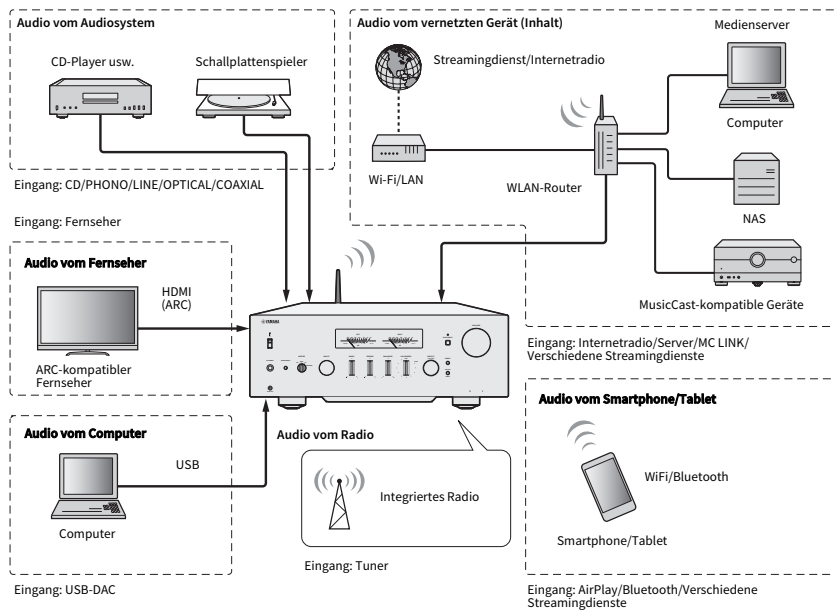 Audio vom Audiosystem
CD-Player usw.
Schallplattenspieler
Eingang: CD/PHONO/LINE/OPTICAL/COAXIAL
Audio vom vernetzten Gerät (Inhalt)
Streamingdienst/Internetradio
Wi-Fi/LAN
WLAN-Router
Medienserver
Computer
NAS
MusicCast-kompatible Geräte
Eingang: Internetradio/Server/MC LINK/
Verschiedene Streamingdienste
Eingang: Fernseher
Audio vom Fernseher
HDMI
(ARC)
ARC-kompatibler
Fernseher
YAMAHA
Audio vom Computer
USB
Computer
Eingang: USB-DAC
Audio vom Radio
Integriertes Radio
Eingang: Tuner
Audio vom Smartphone/Tablet
WiFi/Bluetooth
Smartphone/Tablet
Eingang: AirPlay/Bluetooth/Verschiedene
Streamingdienste